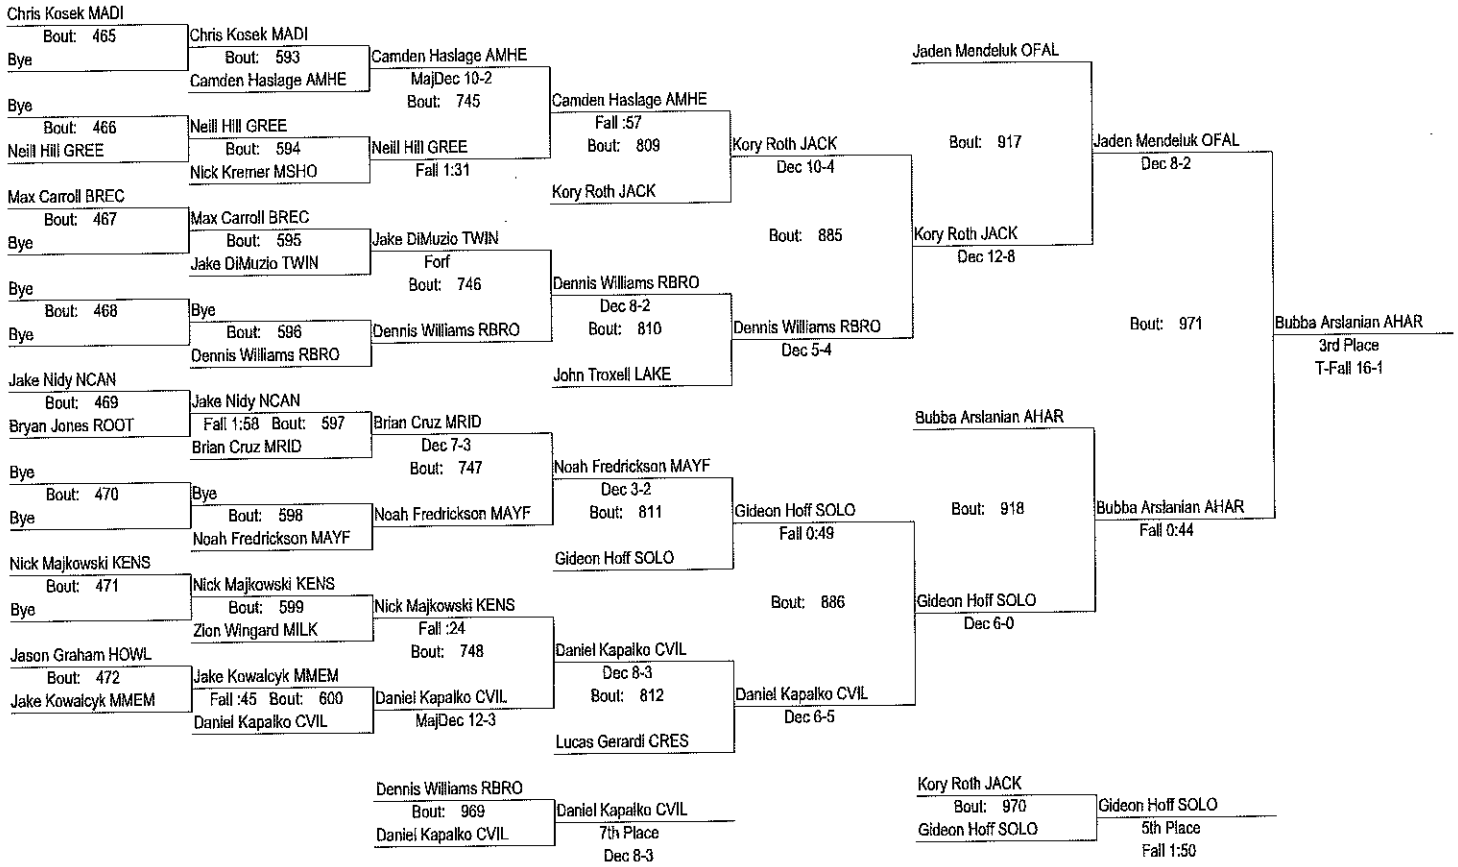 Chris Kosek MADI
Bout: 465
Bye
Bye
Bout: 466
Neill Hill GREE
Max Carroll BREC
Bout: 467
Bye
Bye
Bout: 468
Bye
Jake Nidy NCAN
Bout: 469
Bryan Jones ROOT
Bye
Bout: 470
Bye
Nick Majkowski KENS
Bout: 471
Bye
Jason Graham HOWL
Bout: 472
Jake Kowalcyk MMEM
Chris Kosek MADI
Bout: 593
Camden Haslage AMHE
Neill Hill GREE
Bout: 594
Nick Kremer MSHO
Max Carroll BREC
Bout: 595
Jake DiMuzio TWIN
Bye
Bout: 596
Dennis Williams RBRO
Jake Nidy NCAN
Fall 1:58 Bout: 597
Brian Cruz MRID
Bye
Bout: 598
Noah Fredrickson MAYF
Nick Majkowski KENS
Bout: 599
Zion Wingard MILK
Jake Kowalcyk MMEM
Fall :45 Bout: 600
Daniel Kapalko CVIL
Camden Haslage AMHE
MajDec 10-2
Bout: 745
Neill Hill GREE
Fall 1:31
Jake DiMuzio TWIN
Forf
Bout: 746
Dennis Williams RBRO
Brian Cruz MRID
Dec 7-3
Bout: 747
Noah Fredrickson MAYF
Nick Majkowski KENS
Fall :24
Bout: 748
Daniel Kapalko CVIL
MajDec 12-3
Camden Haslage AMHE
Fall :57
Bout: 809
Kory Roth JACK
Dennis Williams RBRO
Dec 8-2
Bout: 810
John Troxell LAKE
Noah Fredrickson MAYF
Dec 3-2
Bout: 811
Gideon Hoff SOLO
Daniel Kapalko CVIL
Dec 8-3
Bout: 812
Lucas Gerardi CRES
Kory Roth JACK
Dec 10-4
Bout: 885
Dennis Williams RBRO
Dec 5-4
Gideon Hoff SOLO
Fall 0:49
Bout: 886
Daniel Kapalko CVIL
Dec 6-5
Jaden Mendeluk OFAL
Bout: 917
Kory Roth JACK
Dec 12-8
Bubba Arslanian AHAR
Bout: 918
Gideon Hoff SOLO
Dec 6-0
Jaden Mendeluk OFAL
Dec 8-2
Bout: 971
Bubba Arslanian AHAR
Fall 0:44
Bubba Arslanian AHAR
3rd Place
T-Fall 16-1
Dennis Williams RBRO
Bout: 969
Daniel Kapalko CVIL
Daniel Kapalko CVIL
7th Place
Dec 8-3
Kory Roth JACK
Bout: 970
Gideon Hoff SOLO
Gideon Hoff SOLO
5th Place
Fall 1:50